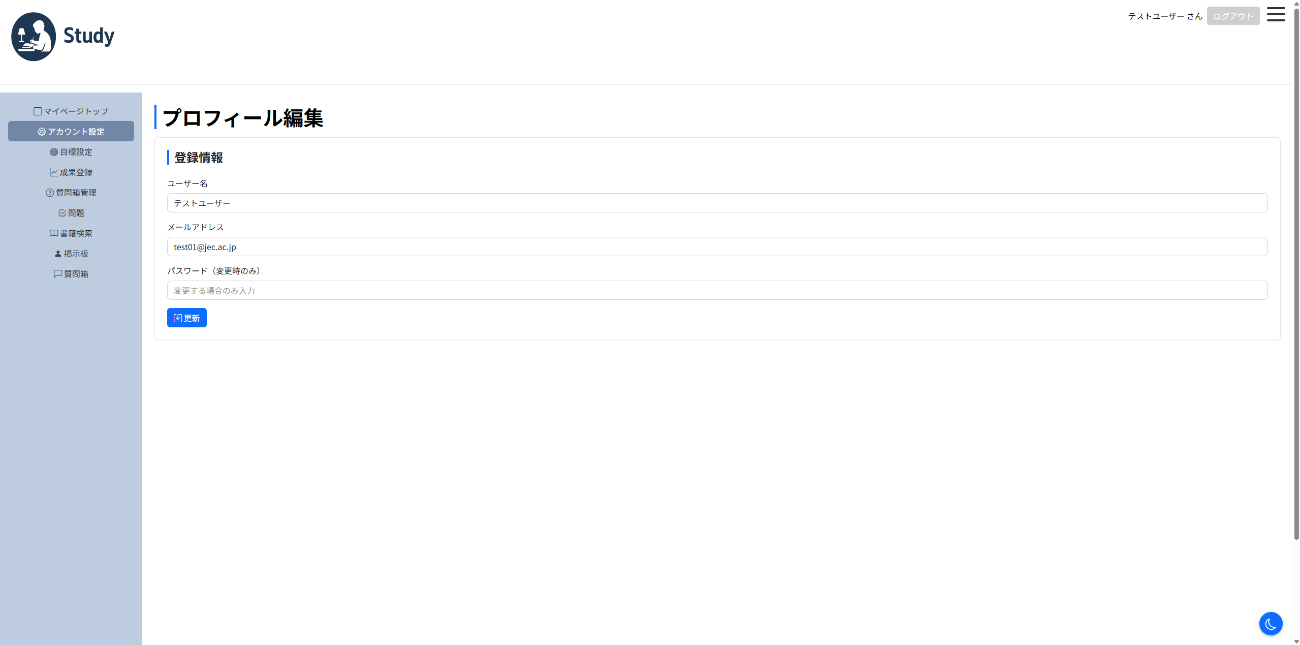 Study
テストユーザー さん
ログアウト
マイページトップ
アカウント設定
目標設定
成果登録
質問箱管理
問題
書籍検索
掲示板
質問箱
プロフィール編集
登録情報
ユーザー名
テストユーザー
メールアドレス
test01@jec.ac.jp
パスワード（変更時のみ）
変更する場合のみ入力
更新